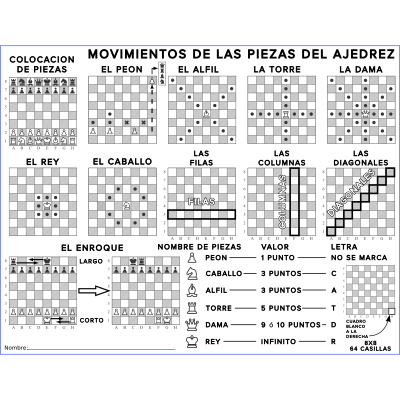 MOVIMIENTOS DE LAS PIEZAS DEL AJEDREZ
COLOCACION
DE PIEZAS
EL PEON
EL ALFIL
LA TORRE
LA DAMA
A B C D E F G H
EL REY
EL CABALLO
LAS
FILAS
LAS
COLUMNAS
LAS
DIAGONALES
FILAS
COLUMNAS
DIAGONALES
EL ENROQUE
LARGO
CORTO
NOMBRE DE PIEZAS VALOR LETRA
PEON 1 PUNTO NO SE MARCA
CABALLO 3 PUNTOS C
ALFIL 3 PUNTOS A
TORRE 5 PUNTOS T
DAMA 9 ó 10 PUNTOS D
REY INFINITO R
CUADRO
BLANCO
A LA
DERECHA
8X8
64 CASILLAS
Nombre: